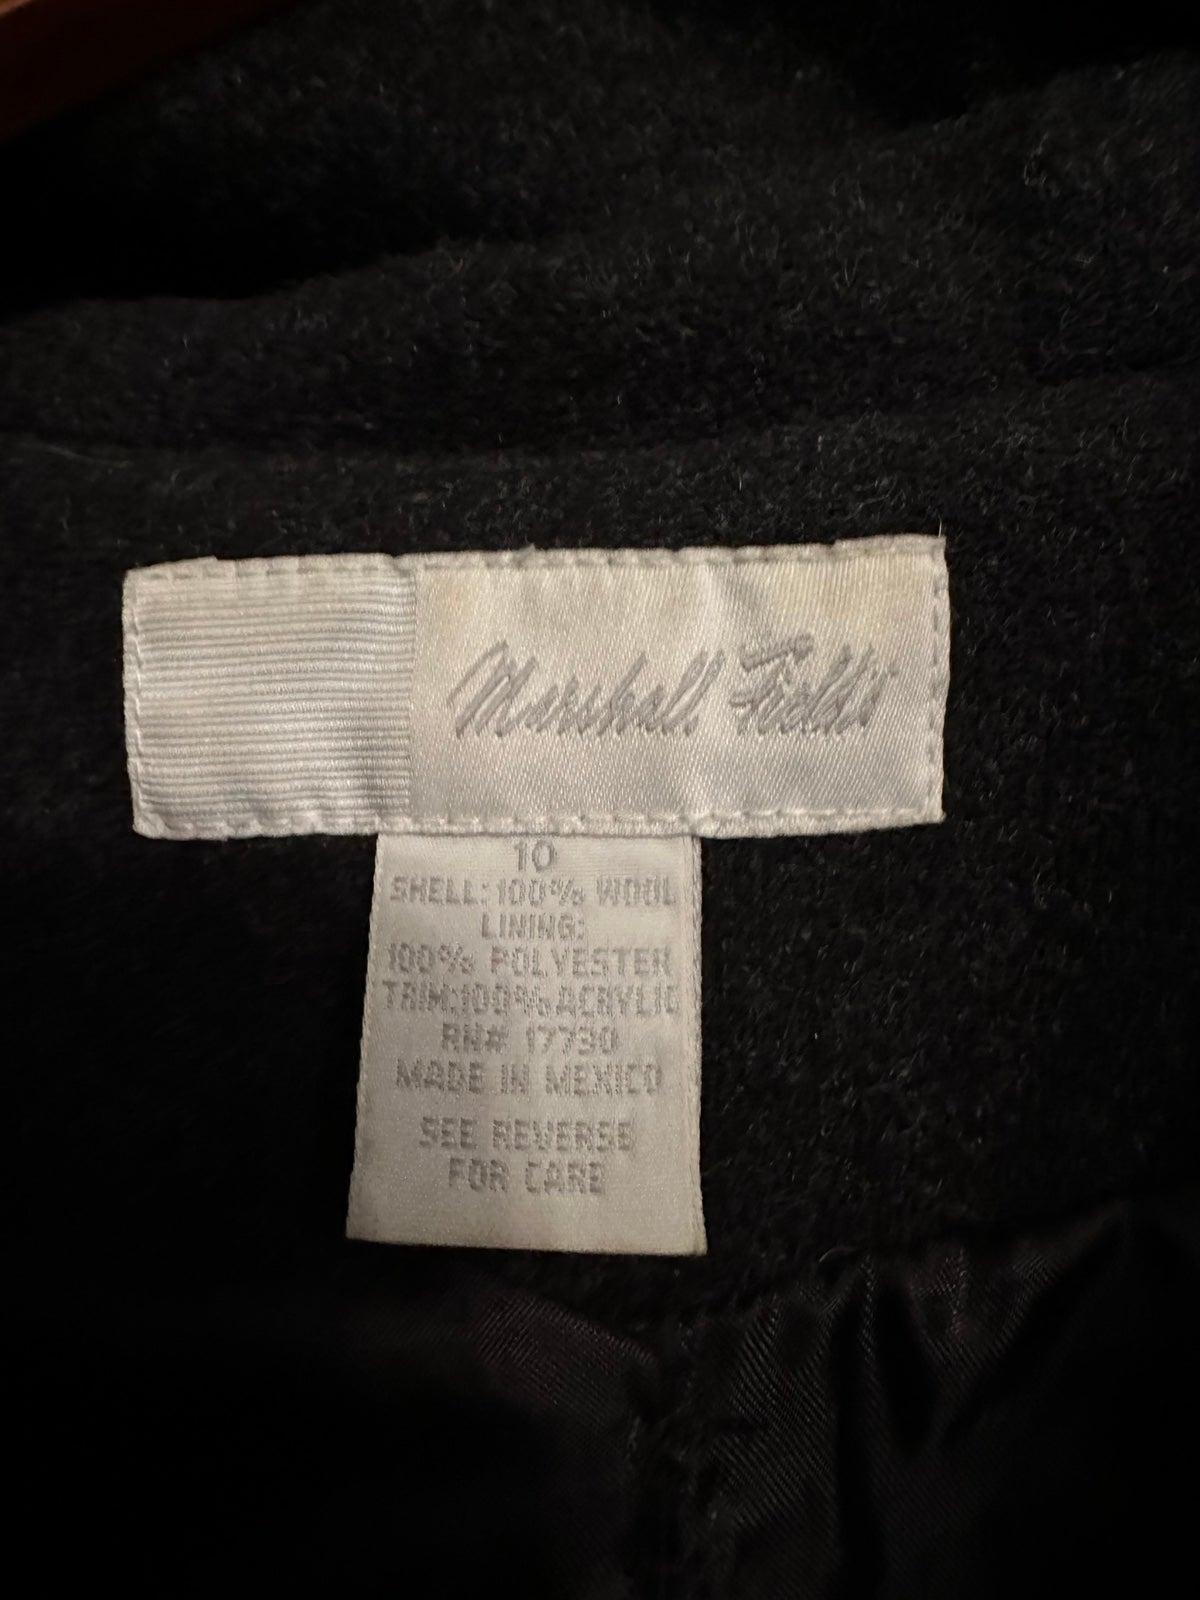 Marshall Field's
10
SHELL: 100% WOOL
LINING:
100% POLYESTER
TRIM: 100% ACRYLIC
RN# 17730
MADE IN MEXICO
SEE REVERSE
FOR CARE